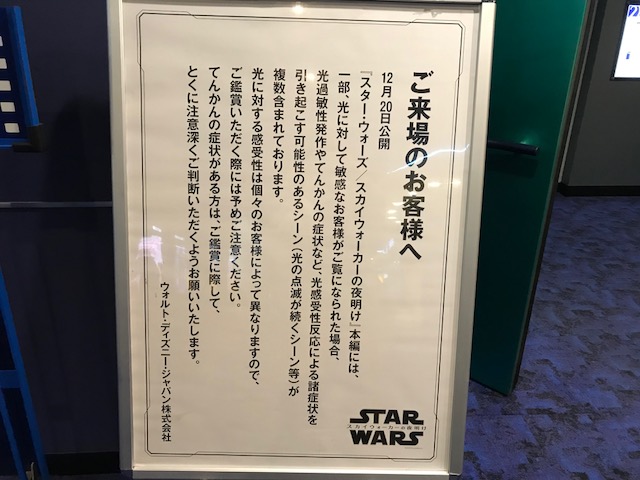 ご来場のお客様へ
12月20日公開
『スター・ウォーズ／スカイウォーカーの夜明け』本編には、
一部、光に対して敏感なお客様がご覧になられた場合、
光過敏性発作やてんかんの症状など、光感受性反応による諸症状を
引き起こす可能性のあるシーン（光の点滅が続くシーン等）が
複数含まれております。
光に対する感受性は個々のお客様によって異なりますので、
ご鑑賞いただく際には予めご注意ください。
てんかんの症状がある方は、ご鑑賞に際して、
とくに注意深くご判断いただくようお願いいたします。
ウォルト・ディズニー・ジャパン株式会社
STAR
スカイウォーカーの夜明け
WARS